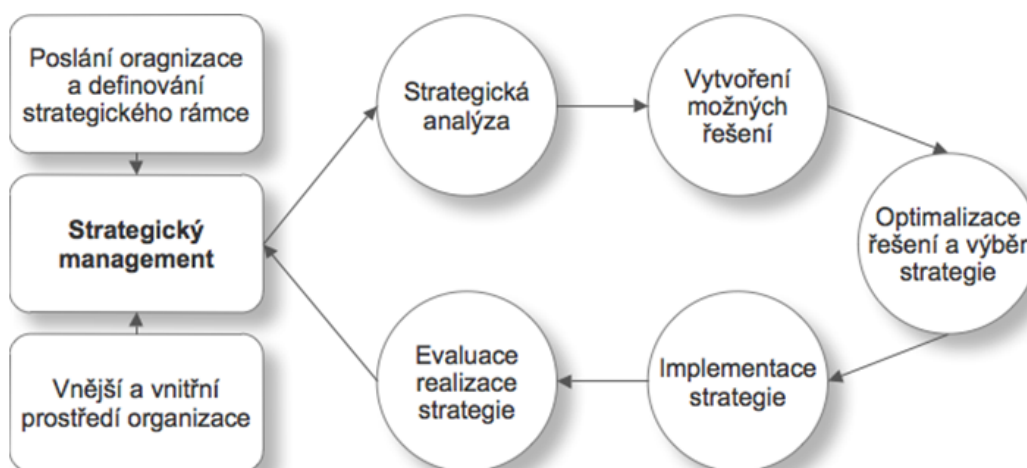 Poslání oragnizace
a definování
strategického rámce
Strategický
management
Vnější a vnitřní
prostředí organizace
Strategická
analýza
Vytvoření
možných
řešení
Optimalizace
řešení a výběr
strategie
Implementace
strategie
Evaluace
realizace
strategie